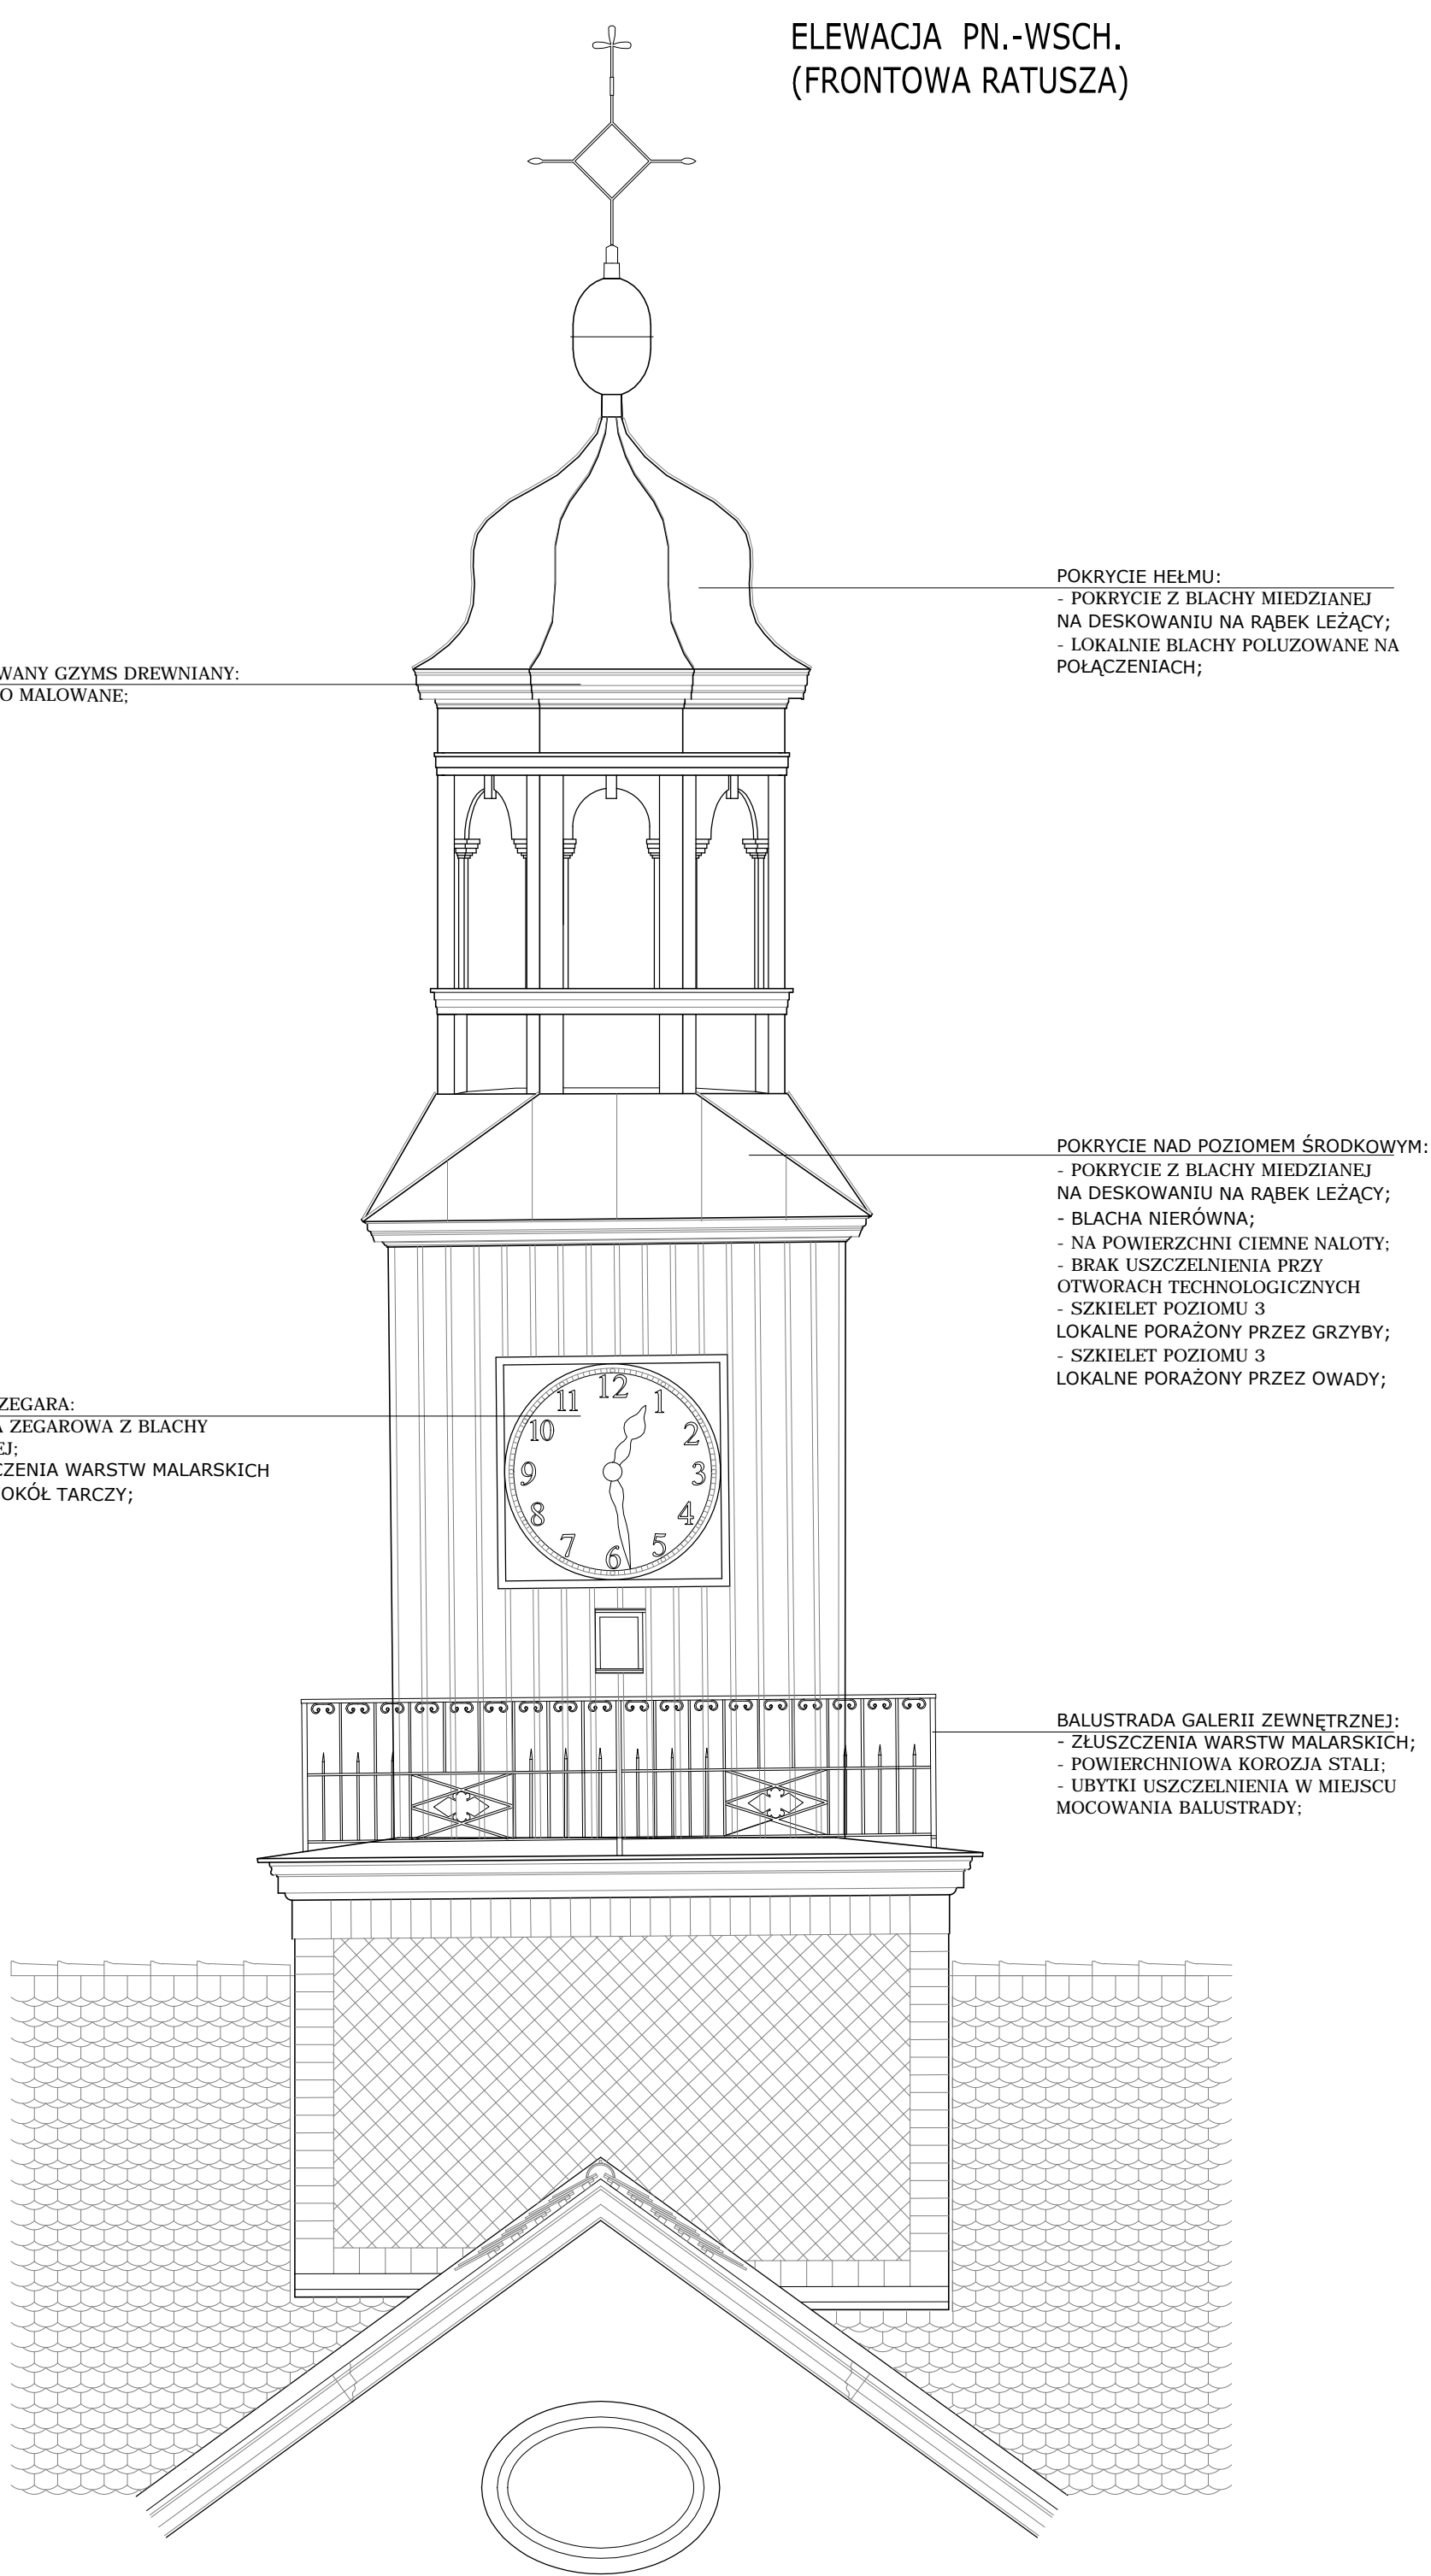 ELEWACJA PN.-WSCH.
(FRONTOWA RATUSZA)
POKRYCIE HEŁMU:
- POKRYCIE Z BLACHY MIEDZIANEJ
NA DESKOWANIU NA RĄBEK LEŻĄCY;
- LOKALNIE BLACHY POLUZOWANE NA
POŁĄCZENIACH;
WANY GZYMS DREWNIANY:
O MALOWANE;
POKRYCIE NAD POZIOMEM ŚRODKOWYM:
- POKRYCIE Z BLACHY MIEDZIANEJ
NA DESKOWANIU NA RĄBEK LEŻĄCY;
- BLACHA NIERÓWNA;
- NA POWIERZCHNI CIEMNE NALOTY;
- BRAK USZCZELNIENIA PRZY
OTWORACH TECHNOLOGICZNYCH
- SZKIELET POZIOMU 3
LOKALNE PORAŻONY PRZEZ GRZYBY;
- SZKIELET POZIOMU 3
LOKALNE PORAŻONY PRZEZ OWADY;
ZEGARA:
A ZEGAROWA Z BLACHY
EJ;
CZENIA WARSTW MALARSKICH
OKÓŁ TARCZY;
12
1
2
3
4
5
6
7
8
9
10
11
BALUSTRADA GALERII ZEWNĘTRZNEJ:
- ZŁUSZCZENIA WARSTW MALARSKICH;
- POWIERCHNIOWA KOROZJA STALI;
- UBYTKI USZCZELNIENIA W MIEJSCU
MOCOWANIA BALUSTRADY;